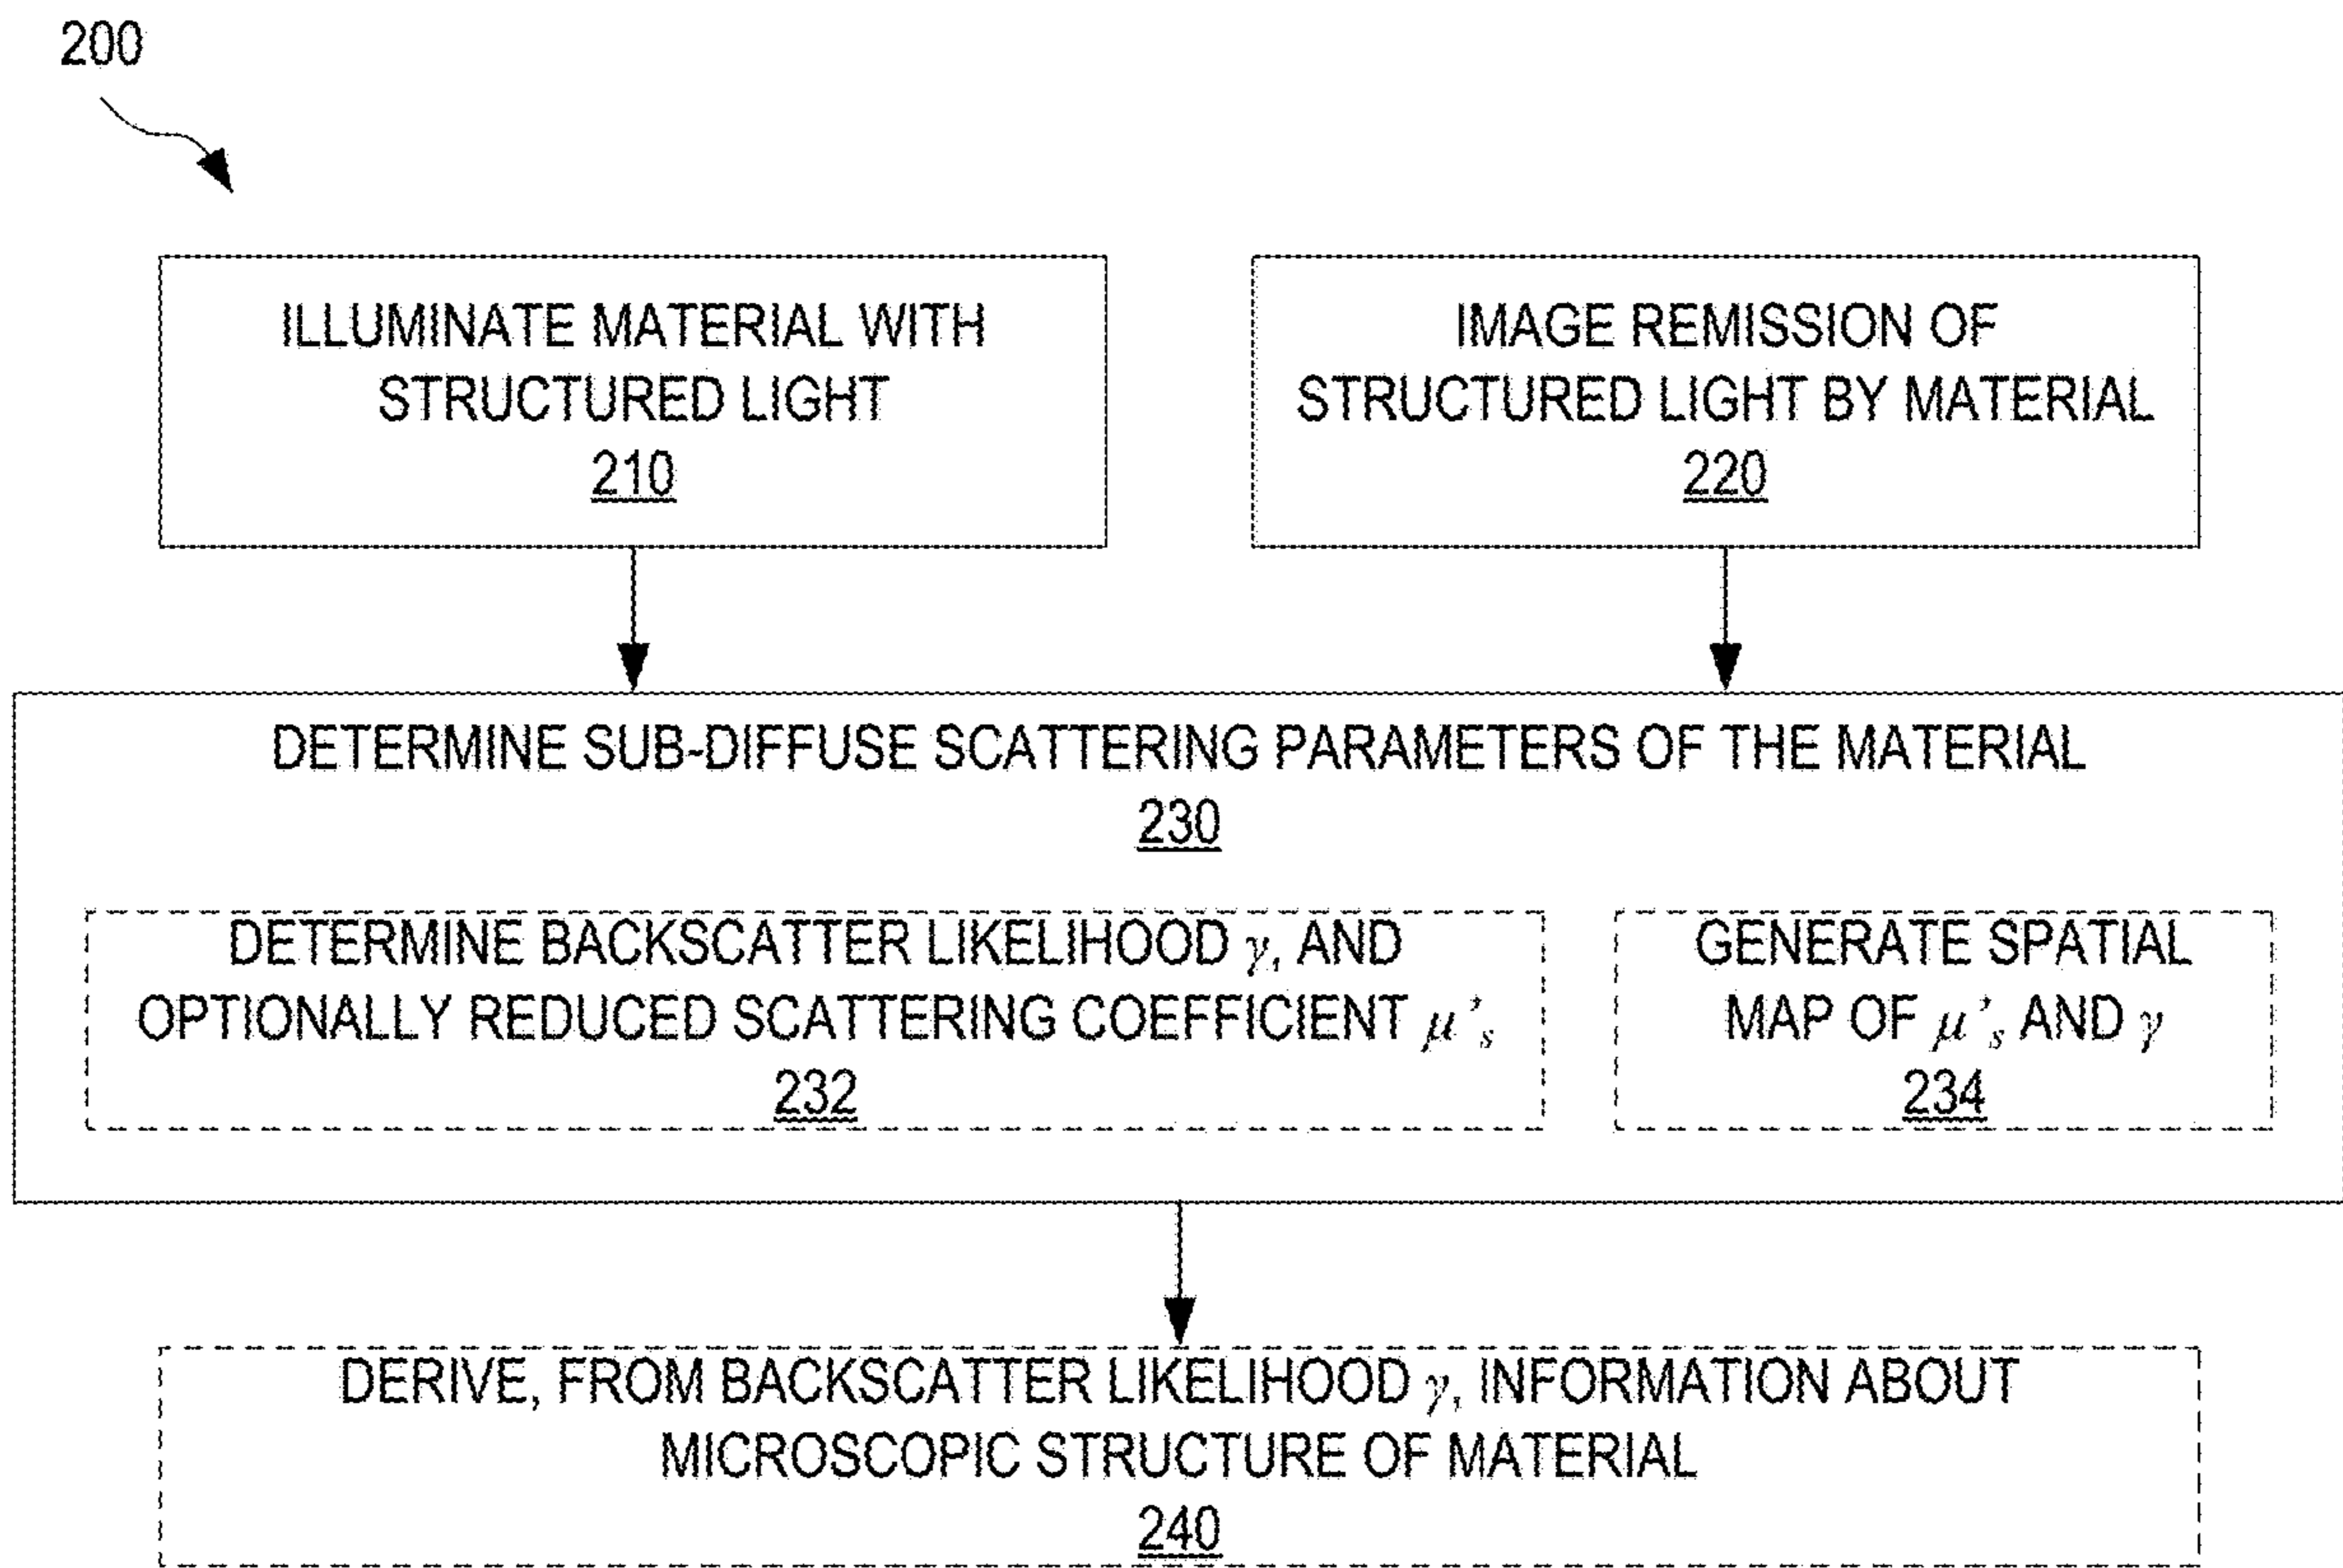 200
ILLUMINATE MATERIAL WITH
STRUCTURED LIGHT
210
IMAGE REMISSION OF
STRUCTURED LIGHT BY MATERIAL
220
DETERMINE SUB-DIFFUSE SCATTERING PARAMETERS OF THE MATERIAL
230
DETERMINE BACKSCATTER LIKELIHOOD γ, AND
OPTIONALLY REDUCED SCATTERING COEFFICIENT μ's
232
GENERATE SPATIAL
MAP OF μ's AND γ
234
DERIVE, FROM BACKSCATTER LIKELIHOOD γ, INFORMATION ABOUT
MICROSCOPIC STRUCTURE OF MATERIAL
240